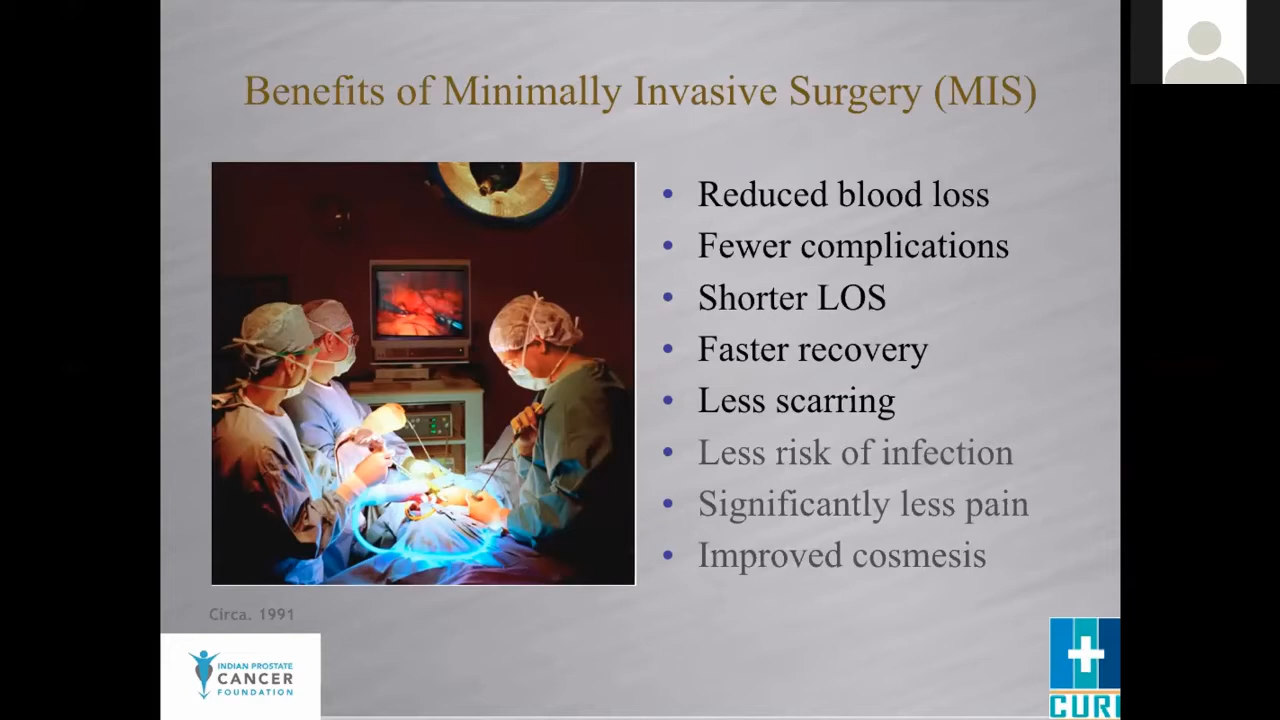 Benefits of Minimally Invasive Surgery (MIS)
• Reduced blood loss
• Fewer complications
• Shorter LOS
• Faster recovery
• Less scarring
• Less risk of infection
• Significantly less pain
• Improved cosmesis
Circa. 1991
INDIAN PROSTATE
CANCER
FOUNDATION
CURI